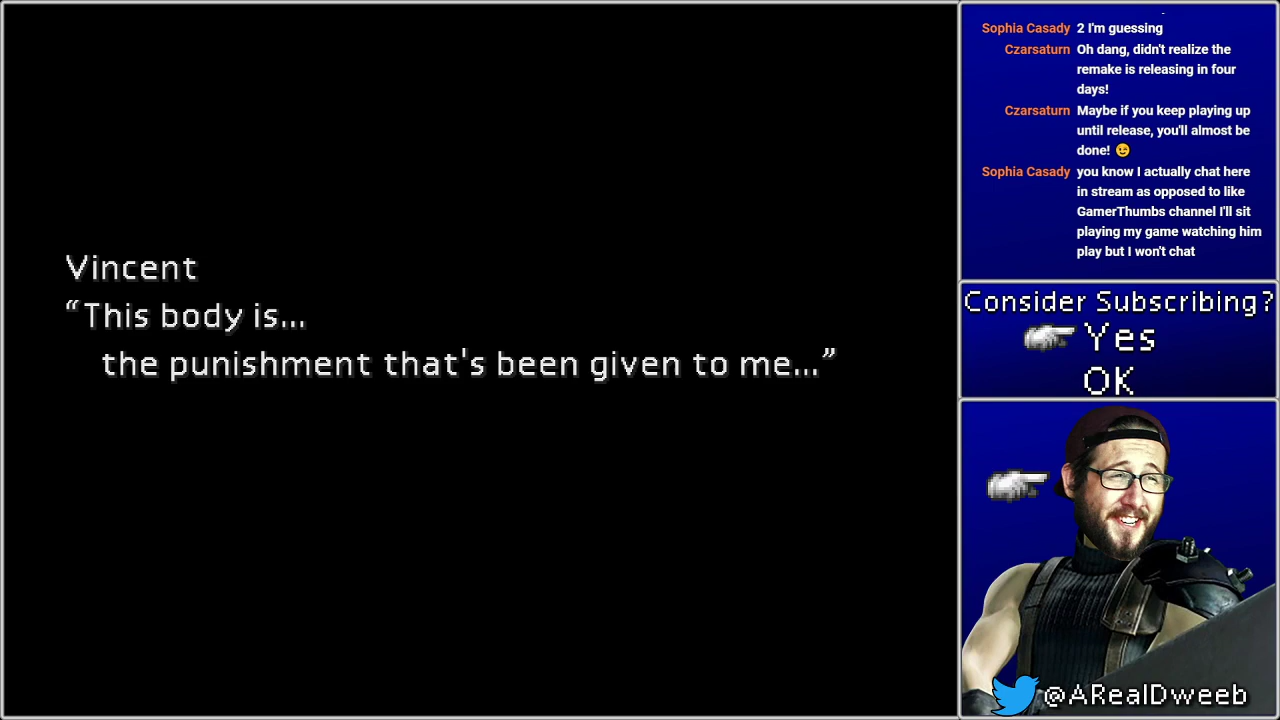 Vincent
“This body is...
the punishment that's been given to me...”
Sophia Casady 2 I'm guessing
Czarsaturn Oh dang, didn't realize the
remake is releasing in four
days!
Czarsaturn Maybe if you keep playing up
until release, you'll almost be
done! 😉
Sophia Casady you know I actually chat here
in stream as opposed to like
GamerThumbs channel I'll sit
playing my game watching him
play but I won't chat
Consider Subscribing?
Yes
OK
@ARealDweeb